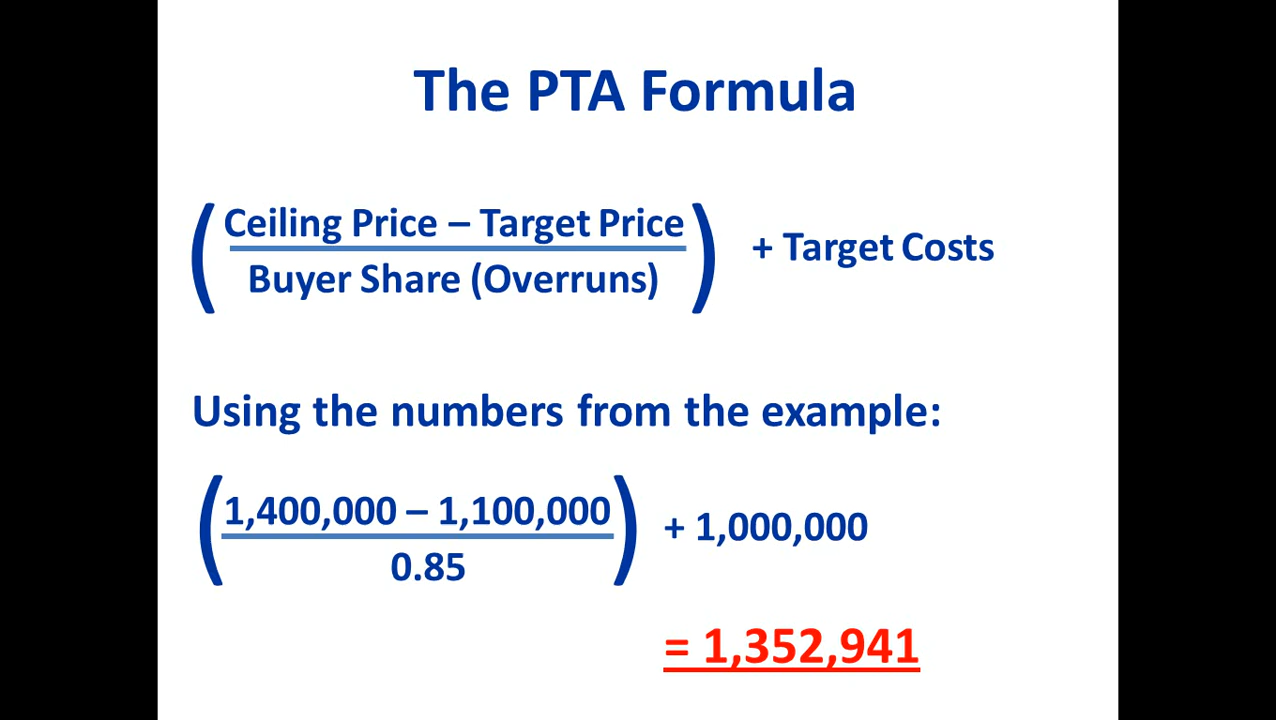 The PTA Formula
(Ceiling Price – Target Price
Buyer Share (Overruns)) + Target Costs
Using the numbers from the example:
(1,400,000 – 1,100,000
0.85) + 1,000,000
= 1,352,941